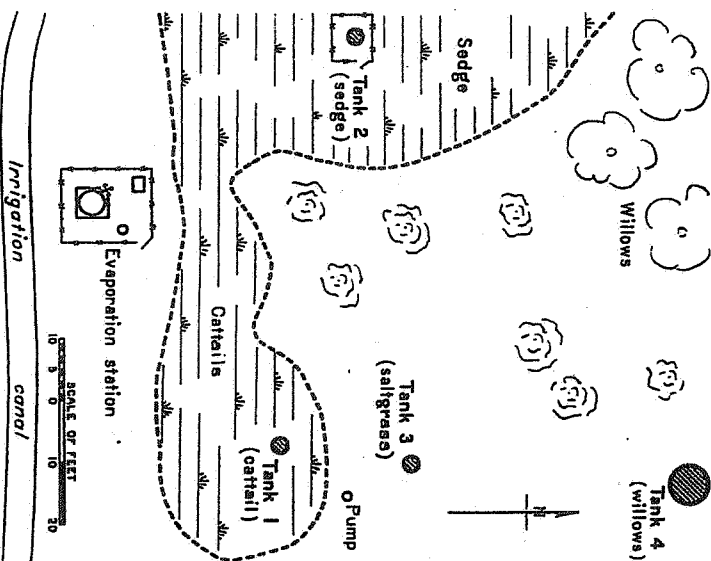 Sedge
Tank 2
(sedge)
Willows
Irrigation
canal
Evaporation station
Cattails
Tank 3
(saltgrass)
Tank 1
(cattail)
Pump
Tank 4
(willows)
N
SCALE OF FEET
10 5 0 10 20